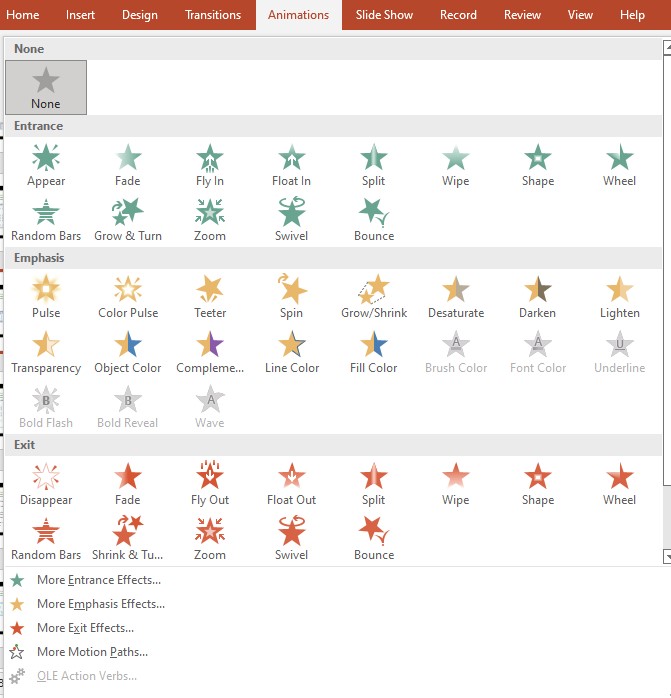 Home Insert Design Transitions Animations Slide Show Record Review View Help
None
None
Entrance
Appear Fade Fly In Float In Split Wipe Shape Wheel
Random Bars Grow & Turn Zoom Swivel Bounce
Emphasis
Pulse Color Pulse Teeter Spin Grow/Shrink Desaturate Darken Lighten
Transparency Object Color Compleme... Line Color Fill Color Brush Color Font Color Underline
Bold Flash Bold Reveal Wave
Exit
Disappear Fade Fly Out Float Out Split Wipe Shape Wheel
Random Bars Shrink & Tu... Zoom Swivel Bounce
More Entrance Effects...
More Emphasis Effects...
More Exit Effects...
More Motion Paths...
OLE Action Verbs...